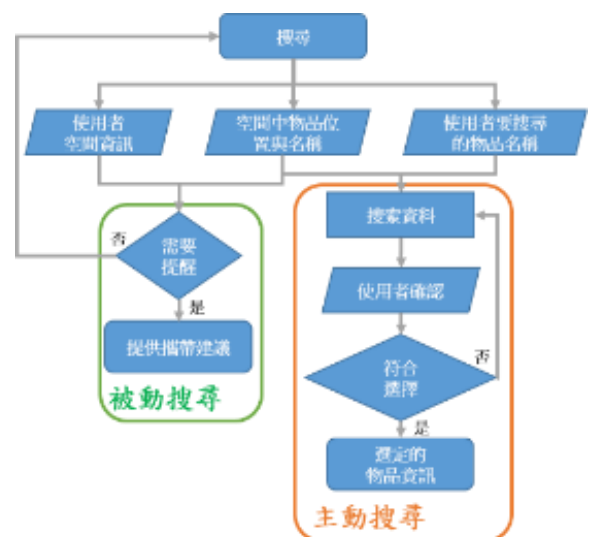 搜尋
使用者
空間資訊
空間中物品位
置與名稱
使用者要搜尋
的物品名稱
否
需要
提醒
是
提供攜帶建議
被動搜尋
搜索資料
使用者確認
否
符合
選擇
是
選定的
物品資訊
主動搜尋